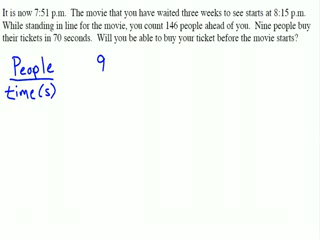 It is now 7:51 p.m. The movie that you have waited three weeks to see starts at 8:15 p.m.
While standing in line for the movie, you count 146 people ahead of you. Nine people buy
their tickets in 70 seconds. Will you be able to buy your ticket before the movie starts?
People 9
time(s)